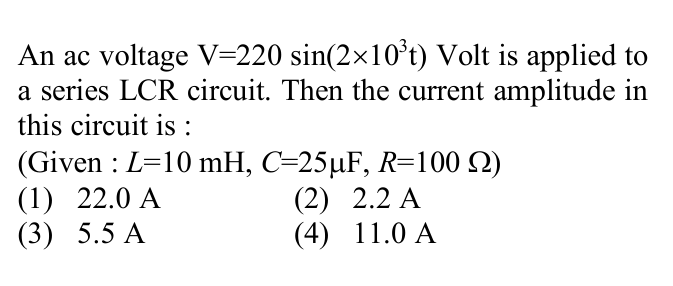 An ac voltage V=220 sin(2×10³t) Volt is applied to
a series LCR circuit. Then the current amplitude in
this circuit is :
(Given : L=10 mH, C=25μF, R=100 Ω)
(1) 22.0 A (2) 2.2 A
(3) 5.5 A (4) 11.0 A